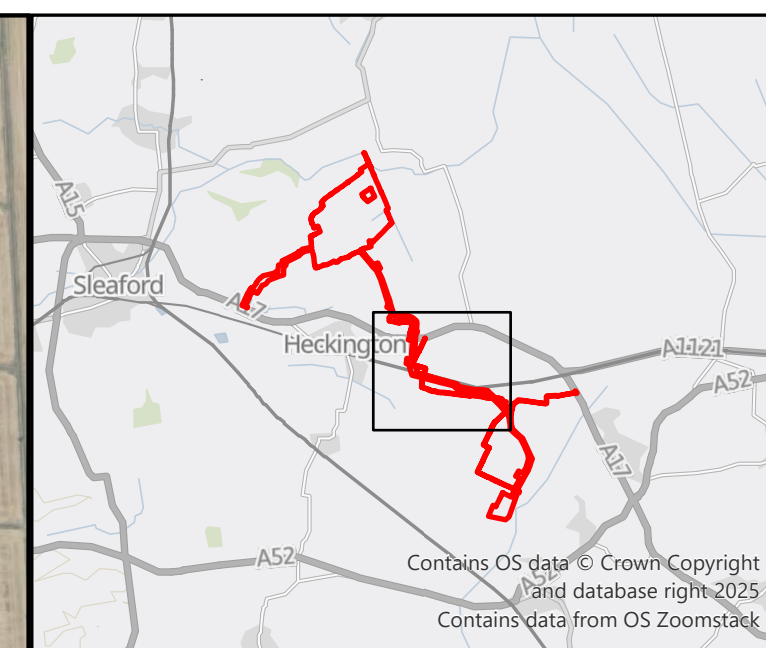 A15
Sleaford
A17
Heckington
A1121
A52
A17
A52
A52
Contains OS data © Crown Copyright
and database right 2025
Contains data from OS Zoomstack